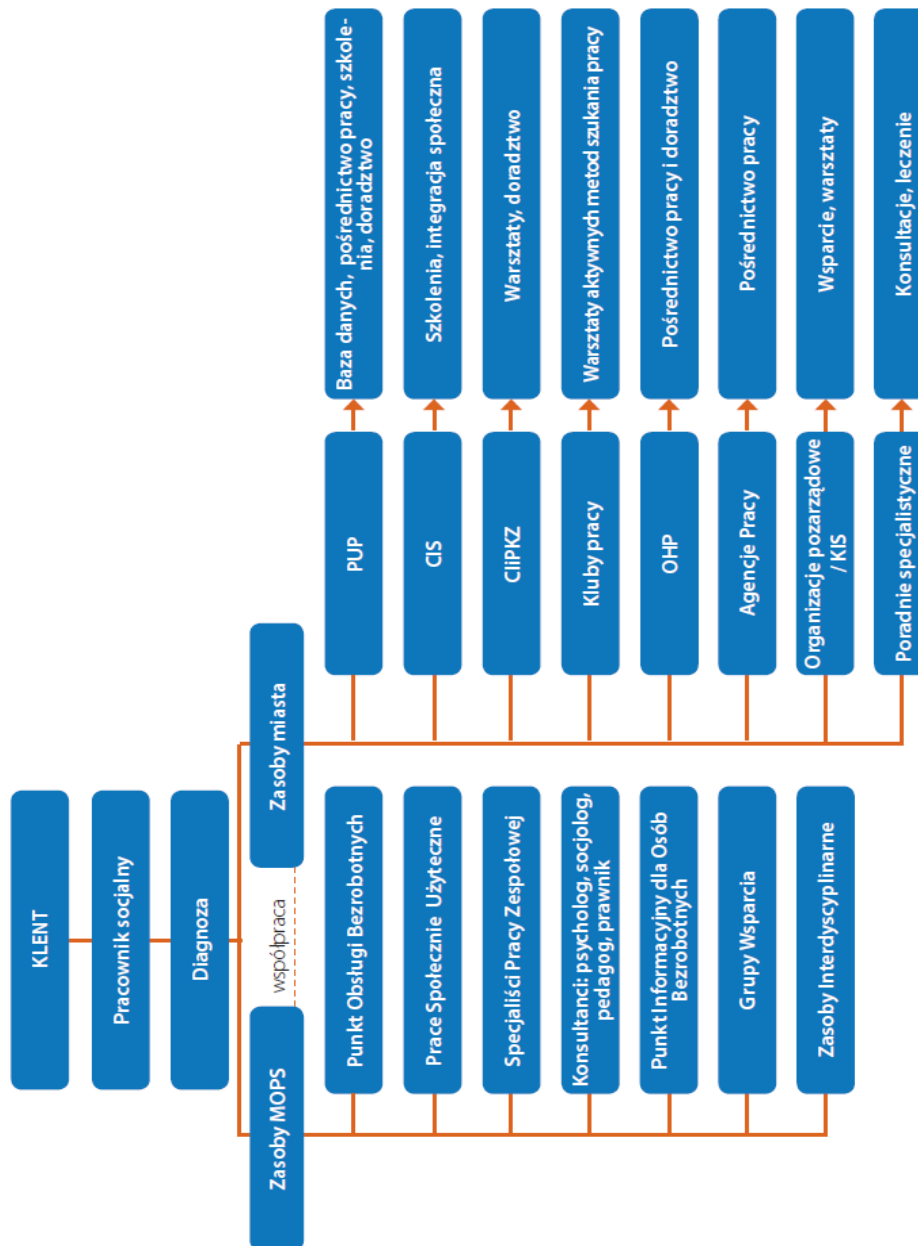 KLENT
Pracownik socjalny
Diagnoza
Zasoby MOPS
współpraca
Zasoby miasta
Punkt Obsługi Bezrobotnych
Prace Społecznie Użyteczne
Specjaliści Pracy Zespołowej
Konsultanci: psycholog, socjolog,
pedagog, prawnik
Punkt Informacyjny dla Osób
Bezrobotnych
Grupy Wsparcia
Zasoby Interdyscyplinarne
PUP
Baza danych, pośrednictwo pracy, szkole-
nia, doradztwo
CIS
Szkolenia, integracja społeczna
CIiPKZ
Warsztaty, doradztwo
Kluby pracy
Warsztaty aktywnych metod szukania pracy
OHP
Pośrednictwo pracy i doradztwo
Agencje Pracy
Pośrednictwo pracy
Organizacje pozarządowe
/ KIS
Wsparcie, warsztaty
Poradnie specjalistyczne
Konsultacje, leczenie